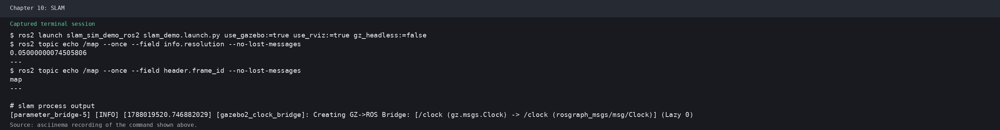 Chapter 10: SLAM
Captured terminal session
$ ros2 launch slam_sim_demo_ros2 slam_demo.launch.py use_gazebo:=true use_rviz:=true gz_headless:=false
$ ros2 topic echo /map --once --field info.resolution --no-lost-messages
0.05000000074505806
---
$ ros2 topic echo /map --once --field header.frame_id --no-lost-messages
map
---
# slam process output
[parameter_bridge-5] [INFO] [1788019520.746882029] [gazebo2_clock_bridge]: Creating GZ->ROS Bridge: [/clock (gz.msgs.Clock) -> /clock (rosgraph_msgs/msg/Clock)] (Lazy 0)
Source: asciinema recording of the command shown above.